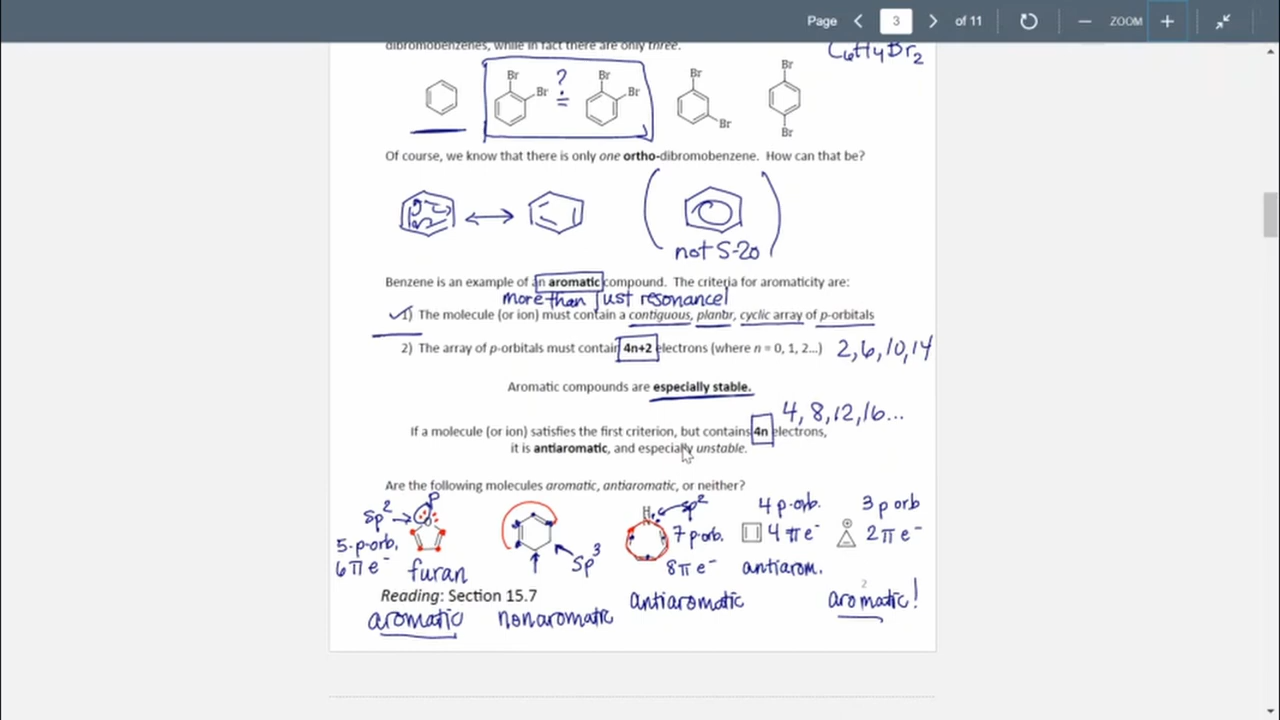 Page 3 of 11 ZOOM
dibromobenzenes, while in fact there are only three.
C6H4Br2
Br Br ? Br Br Br Br
= Br Br
Of course, we know that there is only one ortho-dibromobenzene. How can that be?
not S-20
Benzene is an example of an aromatic compound. The criteria for aromaticity are:
more than just resonance!
1) The molecule (or ion) must contain a contiguous, planar, cyclic array of p-orbitals
2) The array of p-orbitals must contain 4n+2 electrons (where n = 0, 1, 2...) 2,6,10,14
Aromatic compounds are especially stable.
4, 8, 12, 16...
If a molecule (or ion) satisfies the first criterion, but contains 4n electrons,
it is antiaromatic, and especially unstable.
Are the following molecules aromatic, antiaromatic, or neither?
p
sp2 H sp2 4 p-orb. 3 p orb
5 p-orb. 7 p-orb. 4 π e- ⊕ 2 π e-
6 π e- furan sp3 8 π e- antiarom.
2
Reading: Section 15.7 antiaromatic aromatic!
aromatic nonaromatic